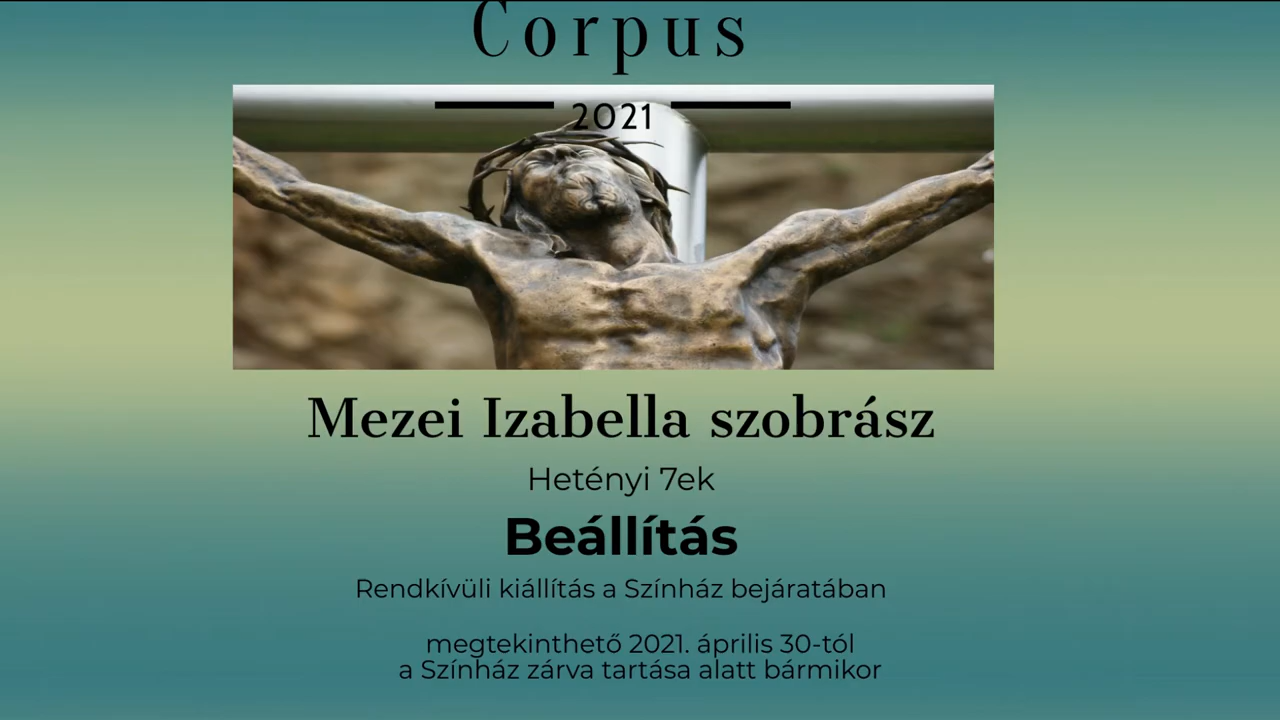 Corpus
2021
Mezei Izabella szobrász
Hetényi 7ek
Beállítás
Rendkívüli kiállítás a Színház bejáratában
megtekinthető 2021. április 30-tól
a Színház zárva tartása alatt bármikor